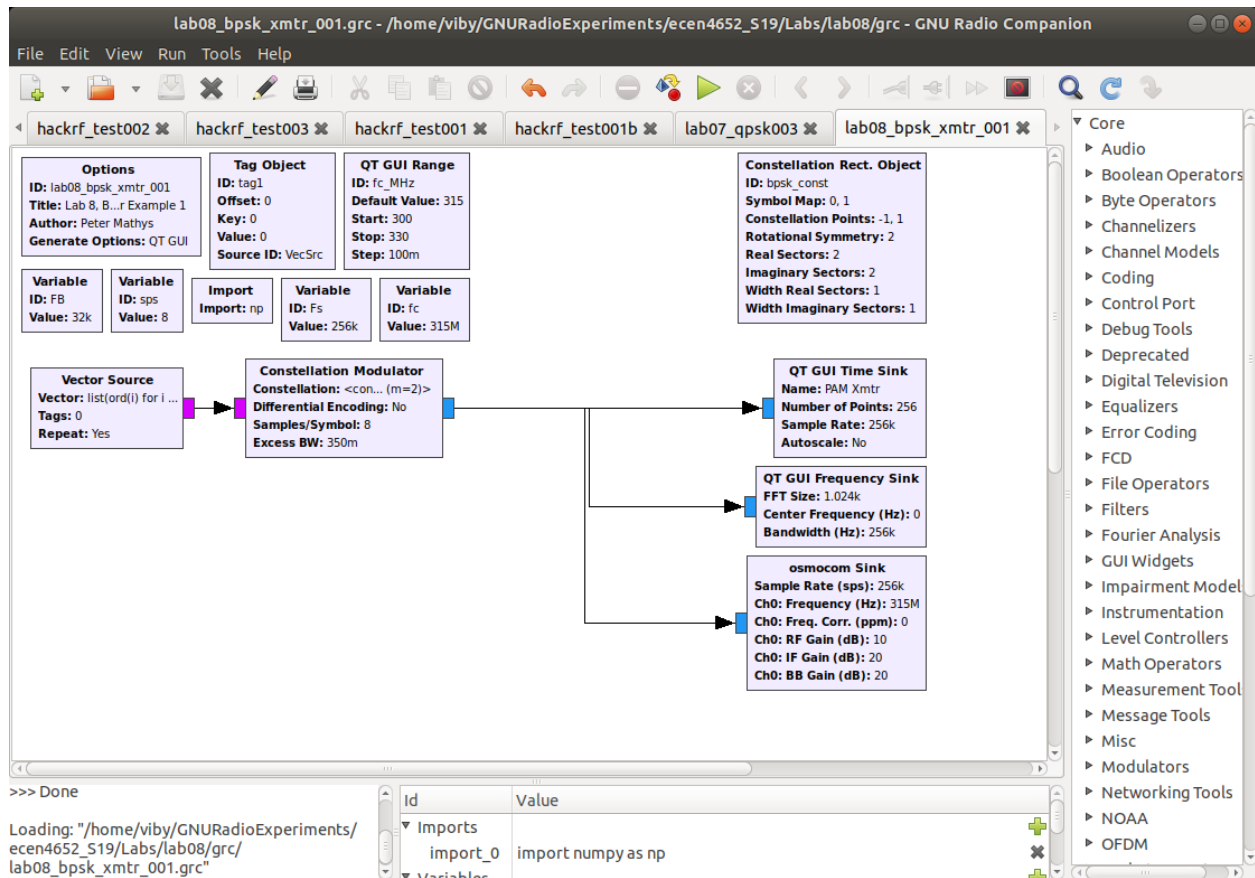 lab08_bpsk_xmtr_001.grc - /home/viby/GNURadioExperiments/ecen4652_S19/Labs/lab08/grc - GNU Radio Companion
File Edit View Run Tools Help
hackrf_test002
hackrf_test003
hackrf_test001
hackrf_test001b
lab07_qpsk003
lab08_bpsk_xmtr_001
Options
ID: lab08_bpsk_xmtr_001
Title: Lab 8, B...r Example 1
Author: Peter Mathys
Generate Options: QT GUI
Tag Object
ID: tag1
Offset: 0
Key: 0
Value: 0
Source ID: VecSrc
QT GUI Range
ID: fc_MHz
Default Value: 315
Start: 300
Stop: 330
Step: 100m
Constellation Rect. Object
ID: bpsk_const
Symbol Map: 0, 1
Constellation Points: -1, 1
Rotational Symmetry: 2
Real Sectors: 2
Imaginary Sectors: 2
Width Real Sectors: 1
Width Imaginary Sectors: 1
Variable
ID: FB
Value: 32k
Variable
ID: sps
Value: 8
Import
Import: np
Variable
ID: Fs
Value: 256k
Variable
ID: fc
Value: 315M
Vector Source
Vector: list(ord(i) for i ...
Tags: 0
Repeat: Yes
Constellation Modulator
Constellation: <con... (m=2)>
Differential Encoding: No
Samples/Symbol: 8
Excess BW: 350m
QT GUI Time Sink
Name: PAM Xmtr
Number of Points: 256
Sample Rate: 256k
Autoscale: No
QT GUI Frequency Sink
FFT Size: 1.024k
Center Frequency (Hz): 0
Bandwidth (Hz): 256k
osmocom Sink
Sample Rate (sps): 256k
Ch0: Frequency (Hz): 315M
Ch0: Freq. Corr. (ppm): 0
Ch0: RF Gain (dB): 10
Ch0: IF Gain (dB): 20
Ch0: BB Gain (dB): 20
Core
Audio
Boolean Operators
Byte Operators
Channelizers
Channel Models
Coding
Control Port
Debug Tools
Deprecated
Digital Television
Equalizers
Error Coding
FCD
File Operators
Filters
Fourier Analysis
GUI Widgets
Impairment Model
Instrumentation
Level Controllers
Math Operators
Measurement Tool
Message Tools
Misc
Modulators
Networking Tools
NOAA
OFDM
>>> Done
Loading: "/home/viby/GNURadioExperiments/
ecen4652_S19/Labs/lab08/grc/
lab08_bpsk_xmtr_001.grc"
Id Value
Imports
import_0 import numpy as np
Variables